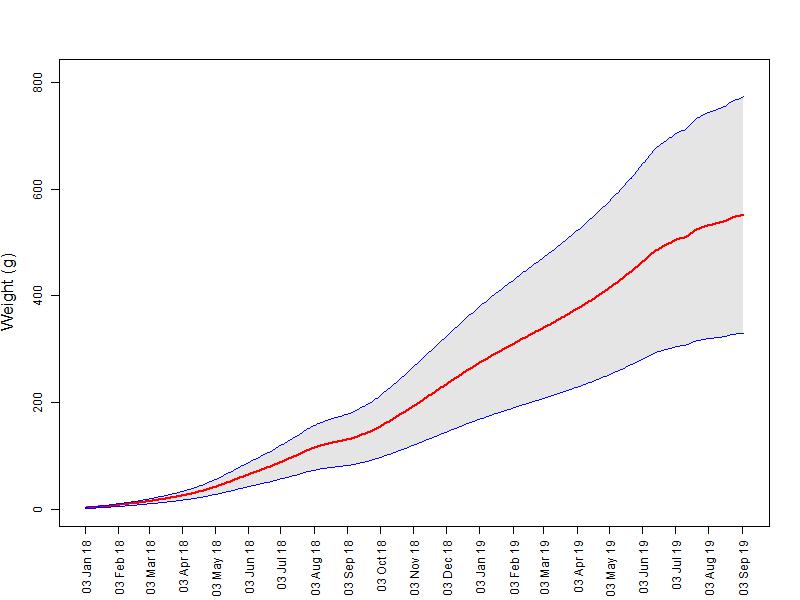 Weight (g)
800
600
400
200
0
03 Jan 18
03 Feb 18
03 Mar 18
03 Apr 18
03 May 18
03 Jun 18
03 Jul 18
03 Aug 18
03 Sep 18
03 Oct 18
03 Nov 18
03 Dec 18
03 Jan 19
03 Feb 19
03 Mar 19
03 Apr 19
03 May 19
03 Jun 19
03 Jul 19
03 Aug 19
03 Sep 19